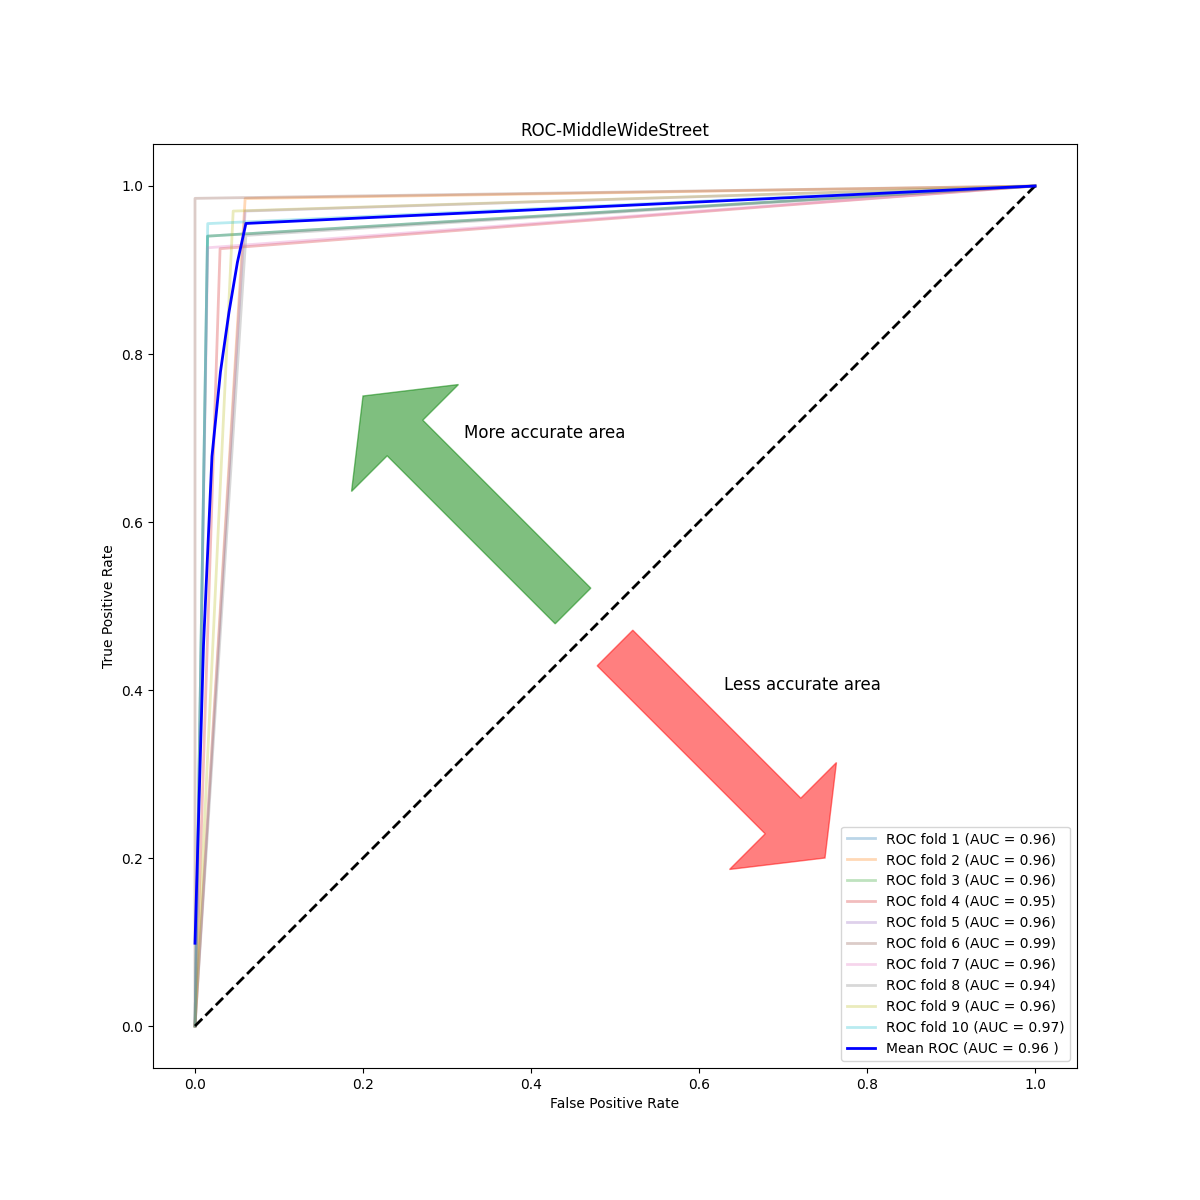 ROC-MiddleWideStreet
1.0
0.8
0.6
0.4
0.2
0.0
True Positive Rate
More accurate area
Less accurate area
ROC fold 1 (AUC = 0.96)
ROC fold 2 (AUC = 0.96)
ROC fold 3 (AUC = 0.96)
ROC fold 4 (AUC = 0.95)
ROC fold 5 (AUC = 0.96)
ROC fold 6 (AUC = 0.99)
ROC fold 7 (AUC = 0.96)
ROC fold 8 (AUC = 0.94)
ROC fold 9 (AUC = 0.96)
ROC fold 10 (AUC = 0.97)
Mean ROC (AUC = 0.96 )
0.0 0.2 0.4 0.6 0.8 1.0
False Positive Rate